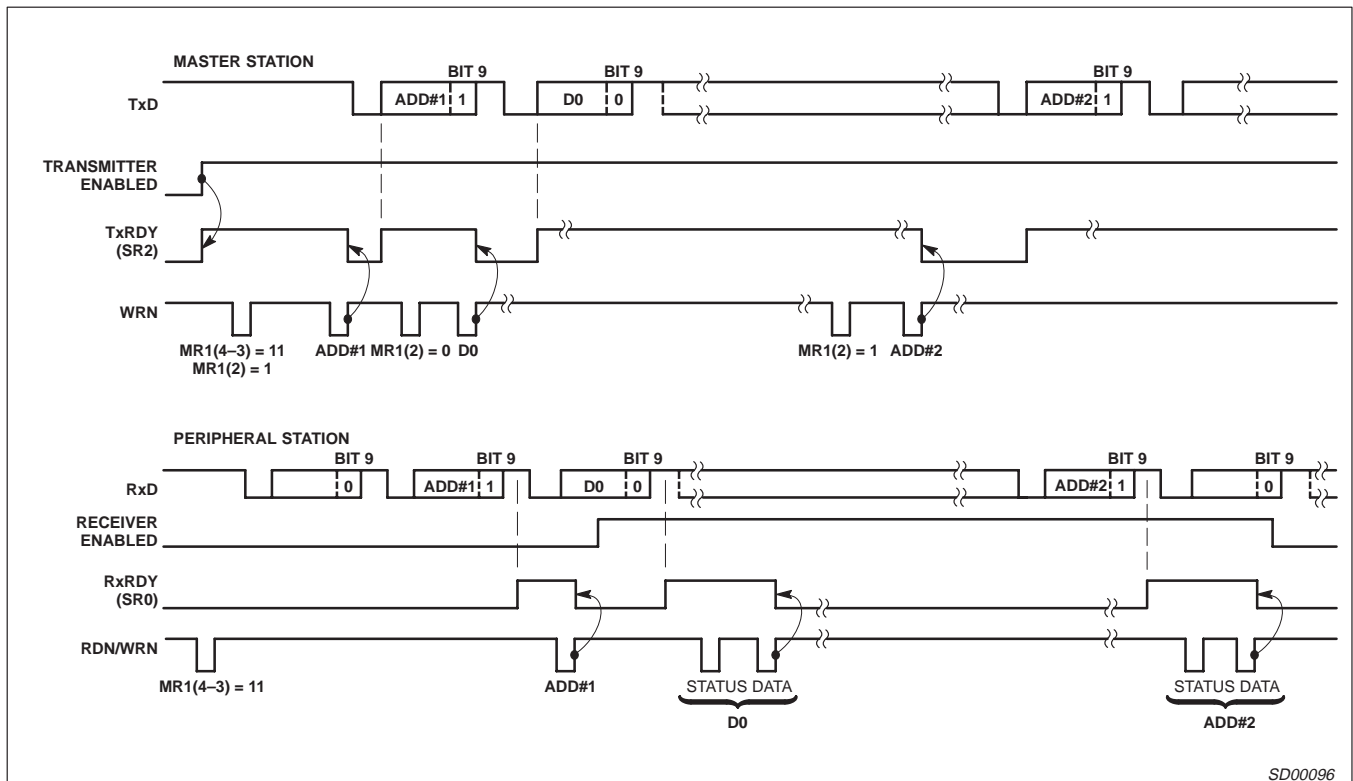 MASTER STATION
BIT 9 BIT 9 BIT 9
TxD ADD#1 1 D0 0 ADD#2 1
TRANSMITTER
ENABLED
TxRDY
(SR2)
WRN
MR1(4–3) = 11 ADD#1 MR1(2) = 0 D0 MR1(2) = 1 ADD#2
MR1(2) = 1
PERIPHERAL STATION
BIT 9 BIT 9 BIT 9 BIT 9 BIT 9
RxD 0 ADD#1 1 D0 0 ADD#2 1 0
RECEIVER
ENABLED
RxRDY
(SR0)
RDN/WRN
MR1(4–3) = 11 ADD#1 STATUS DATA STATUS DATA
D0 ADD#2
SD00096